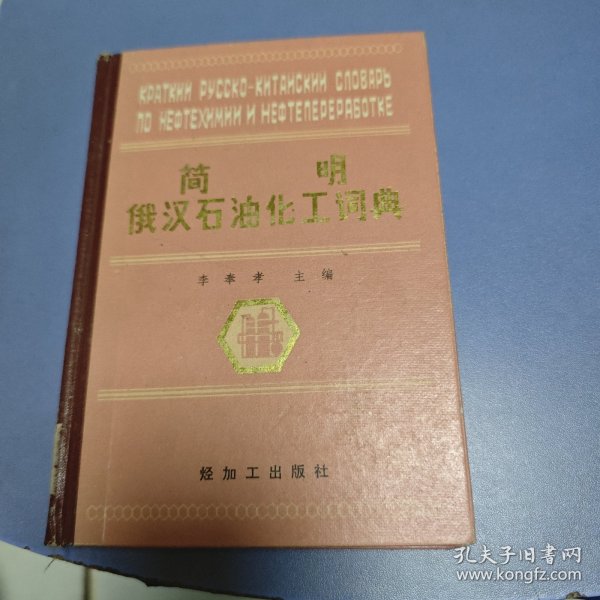 КРАТКИЙ РУССКО-КИТАЙСКИЙ СЛОВАРЬ
ПО НЕФТЕХИМИИ И НЕФТЕПЕРЕРАБОТКЕ
简 明
俄汉石油化工词典
李奉孝 主编
烃加工出版社
孔夫子旧书网
www.kongfz.com